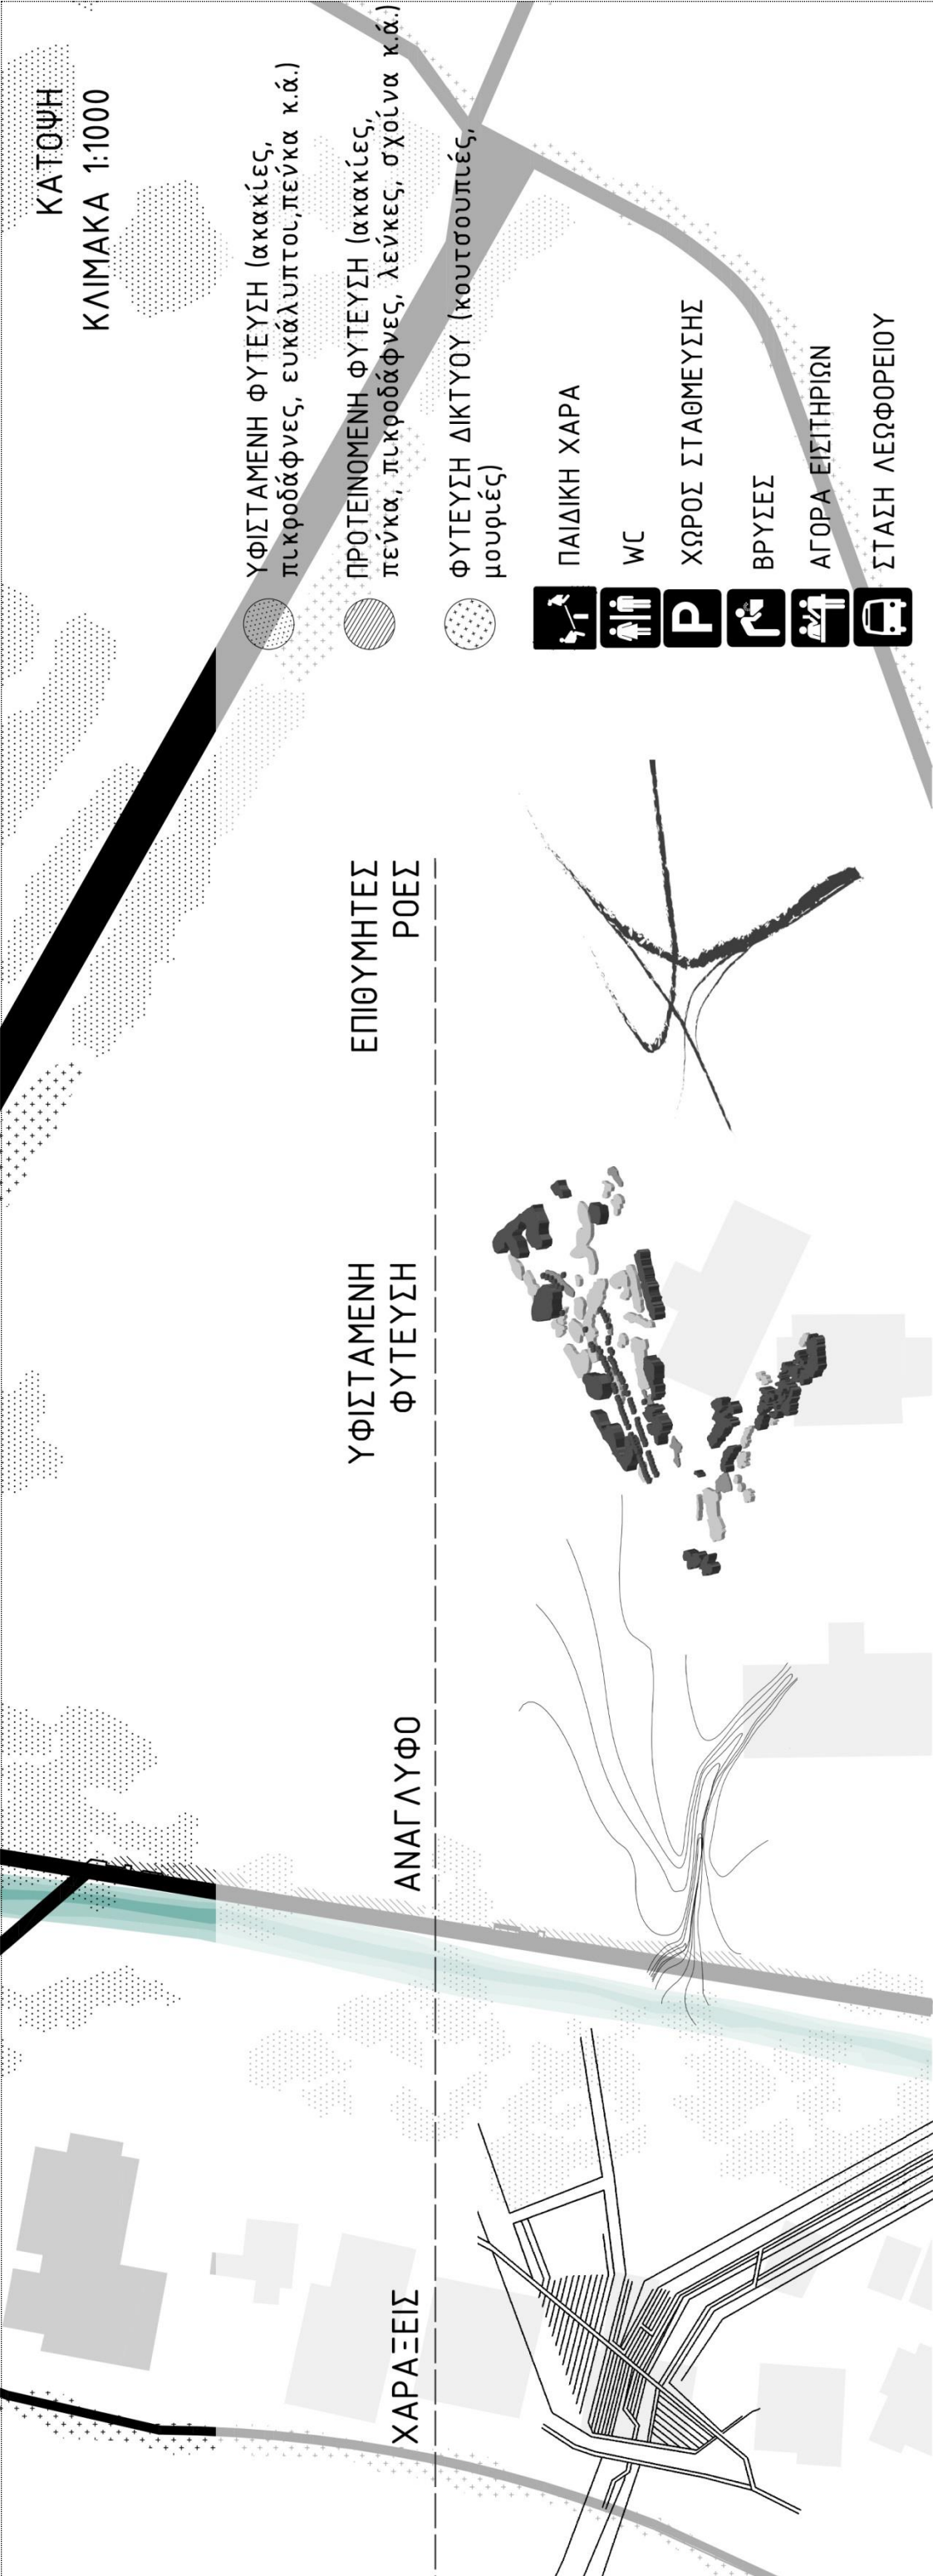 ΚΑΤΟΨΗ
ΚΛΙΜΑΚΑ 1:1000
ΥΦΙΣΤΑΜΕΝΗ ΦΥΤΕΥΣΗ (ακακίες,
πικροδάφνες, ευκάλυπτοι,πεύκα κ.ά.)
ΠΡΟΤΕΙΝΟΜΕΝΗ ΦΥΤΕΥΣΗ (ακακίες,
πεύκα, πικροδάφνες, λεύκες, σχοίνα κ.ά.)
ΦΥΤΕΥΣΗ ΔΙΚΤΥΟΥ (κουτσουπιές,
μουριές)
ΠΑΙΔΙΚΗ ΧΑΡΑ
WC
P
ΧΩΡΟΣ ΣΤΑΘΜΕΥΣΗΣ
ΒΡΥΣΕΣ
ΑΓΟΡΑ ΕΙΣΙΤΗΡΙΩΝ
ΣΤΑΣΗ ΛΕΩΦΟΡΕΙΟΥ
ΧΑΡΑΞΕΙΣ
ΑΝΑΓΛΥΦΟ
ΥΦΙΣΤΑΜΕΝΗ
ΦΥΤΕΥΣΗ
ΕΠΙΘΥΜΗΤΕΣ
ΡΟΕΣ